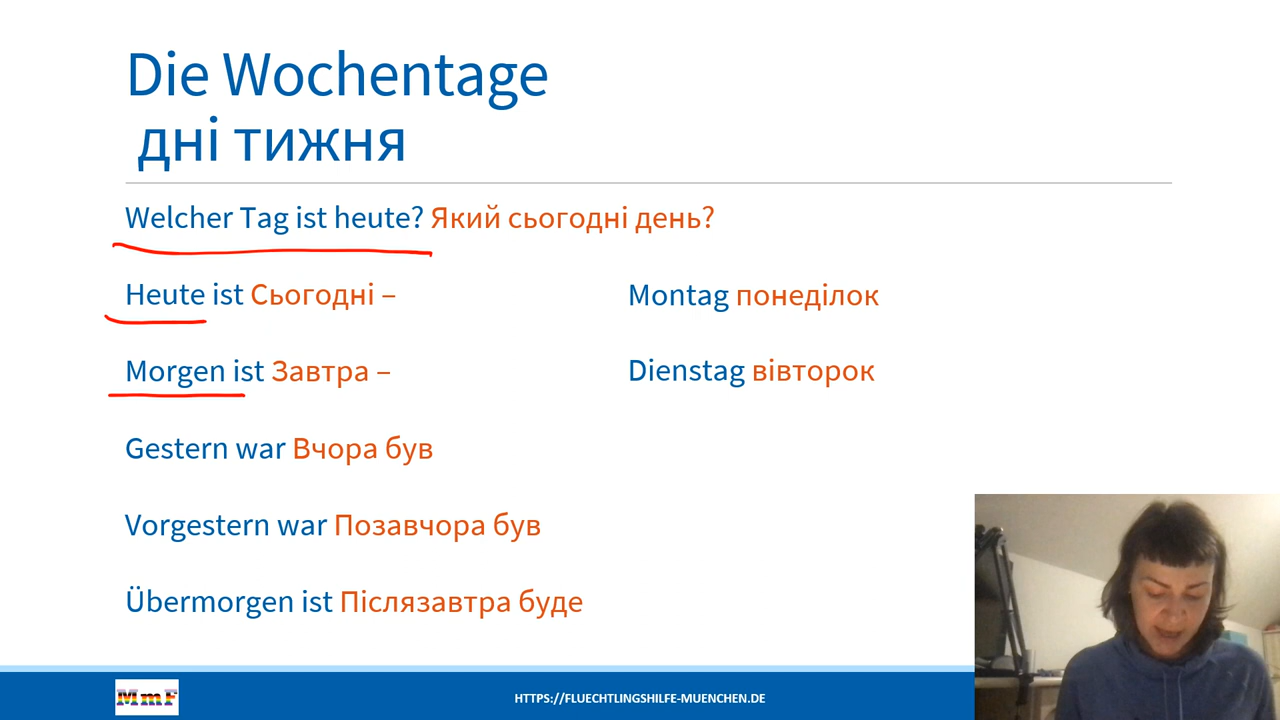 Die Wochentage
дні тижня
Welcher Tag ist heute? Який сьогодні день?
Heute ist Сьогодні – Montag понеділок
Morgen ist Завтра – Dienstag вівторок
Gestern war Вчора був
Vorgestern war Позавчора був
Übermorgen ist Післязавтра буде
MmF
HTTPS://FLUECHTLINGSHILFE-MUENCHEN.DE